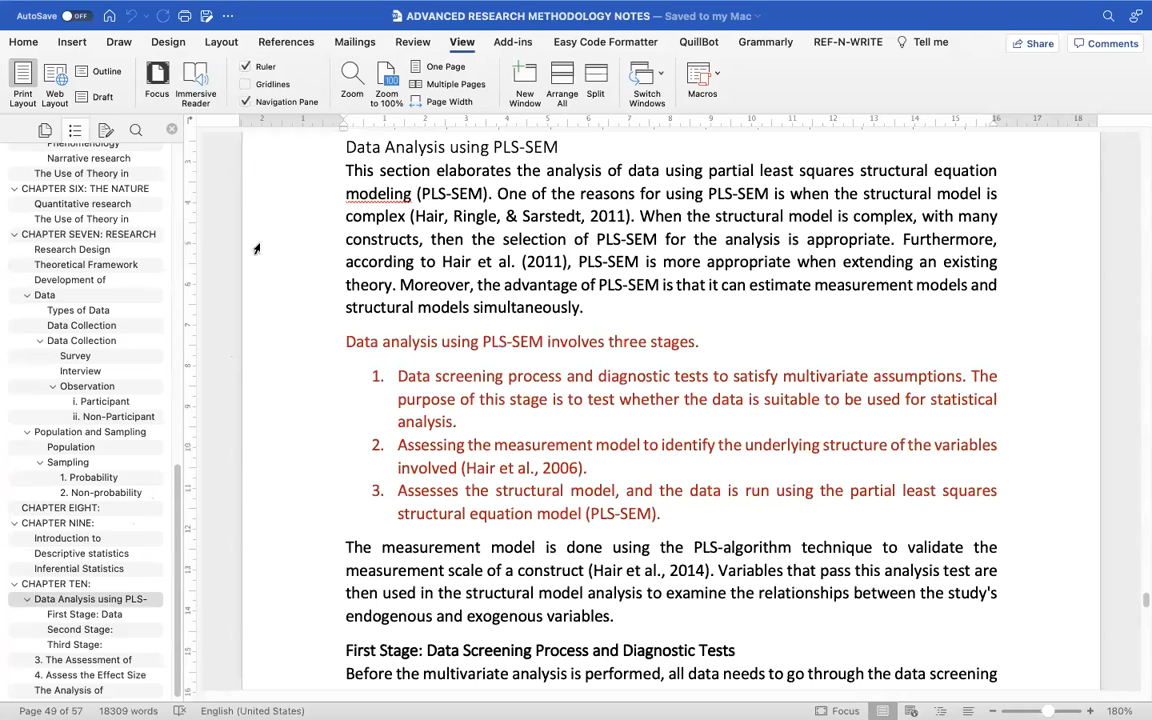 AutoSave OFF
ADVANCED RESEARCH METHODOLOGY NOTES — Saved to my Mac
Home Insert Draw Design Layout References Mailings Review View Add-ins Easy Code Formatter QuillBot Grammarly REF-N-WRITE Tell me Share Comments
Print Layout
Web Layout
Outline
Draft
Focus
Immersive Reader
Ruler
Gridlines
Navigation Pane
Zoom
Zoom to 100%
One Page
Multiple Pages
Page Width
New Window
Arrange All
Split
Switch Windows
Macros
2 1 1 2 3 4 5 6 7 8 9 10 11 12 13 14 15 16 17 18
Narrative research
The Use of Theory in
CHAPTER SIX: THE NATURE
Quantitative research
The Use of Theory in
CHAPTER SEVEN: RESEARCH
Research Design
Theoretical Framework
Development of
Data
Types of Data
Data Collection
Data Collection
Survey
Interview
Observation
i. Participant
ii. Non-Participant
Population and Sampling
Population
Sampling
1. Probability
2. Non-probability
CHAPTER EIGHT:
CHAPTER NINE:
Introduction to
Descriptive statistics
Inferential Statistics
CHAPTER TEN:
Data Analysis using PLS-
First Stage: Data
Second Stage:
Third Stage:
3. The Assessment of
4. Assess the Effect Size
The Analysis of
Data Analysis using PLS-SEM
This section elaborates the analysis of data using partial least squares structural equation
modeling (PLS-SEM). One of the reasons for using PLS-SEM is when the structural model is
complex (Hair, Ringle, & Sarstedt, 2011). When the structural model is complex, with many
constructs, then the selection of PLS-SEM for the analysis is appropriate. Furthermore,
according to Hair et al. (2011), PLS-SEM is more appropriate when extending an existing
theory. Moreover, the advantage of PLS-SEM is that it can estimate measurement models and
structural models simultaneously.
Data analysis using PLS-SEM involves three stages.
1. Data screening process and diagnostic tests to satisfy multivariate assumptions. The
purpose of this stage is to test whether the data is suitable to be used for statistical
analysis.
2. Assessing the measurement model to identify the underlying structure of the variables
involved (Hair et al., 2006).
3. Assesses the structural model, and the data is run using the partial least squares
structural equation model (PLS-SEM).
The measurement model is done using the PLS-algorithm technique to validate the
measurement scale of a construct (Hair et al., 2014). Variables that pass this analysis test are
then used in the structural model analysis to examine the relationships between the study's
endogenous and exogenous variables.
First Stage: Data Screening Process and Diagnostic Tests
Before the multivariate analysis is performed, all data needs to go through the data screening
Page 49 of 57 18309 words English (United States) Focus 180%